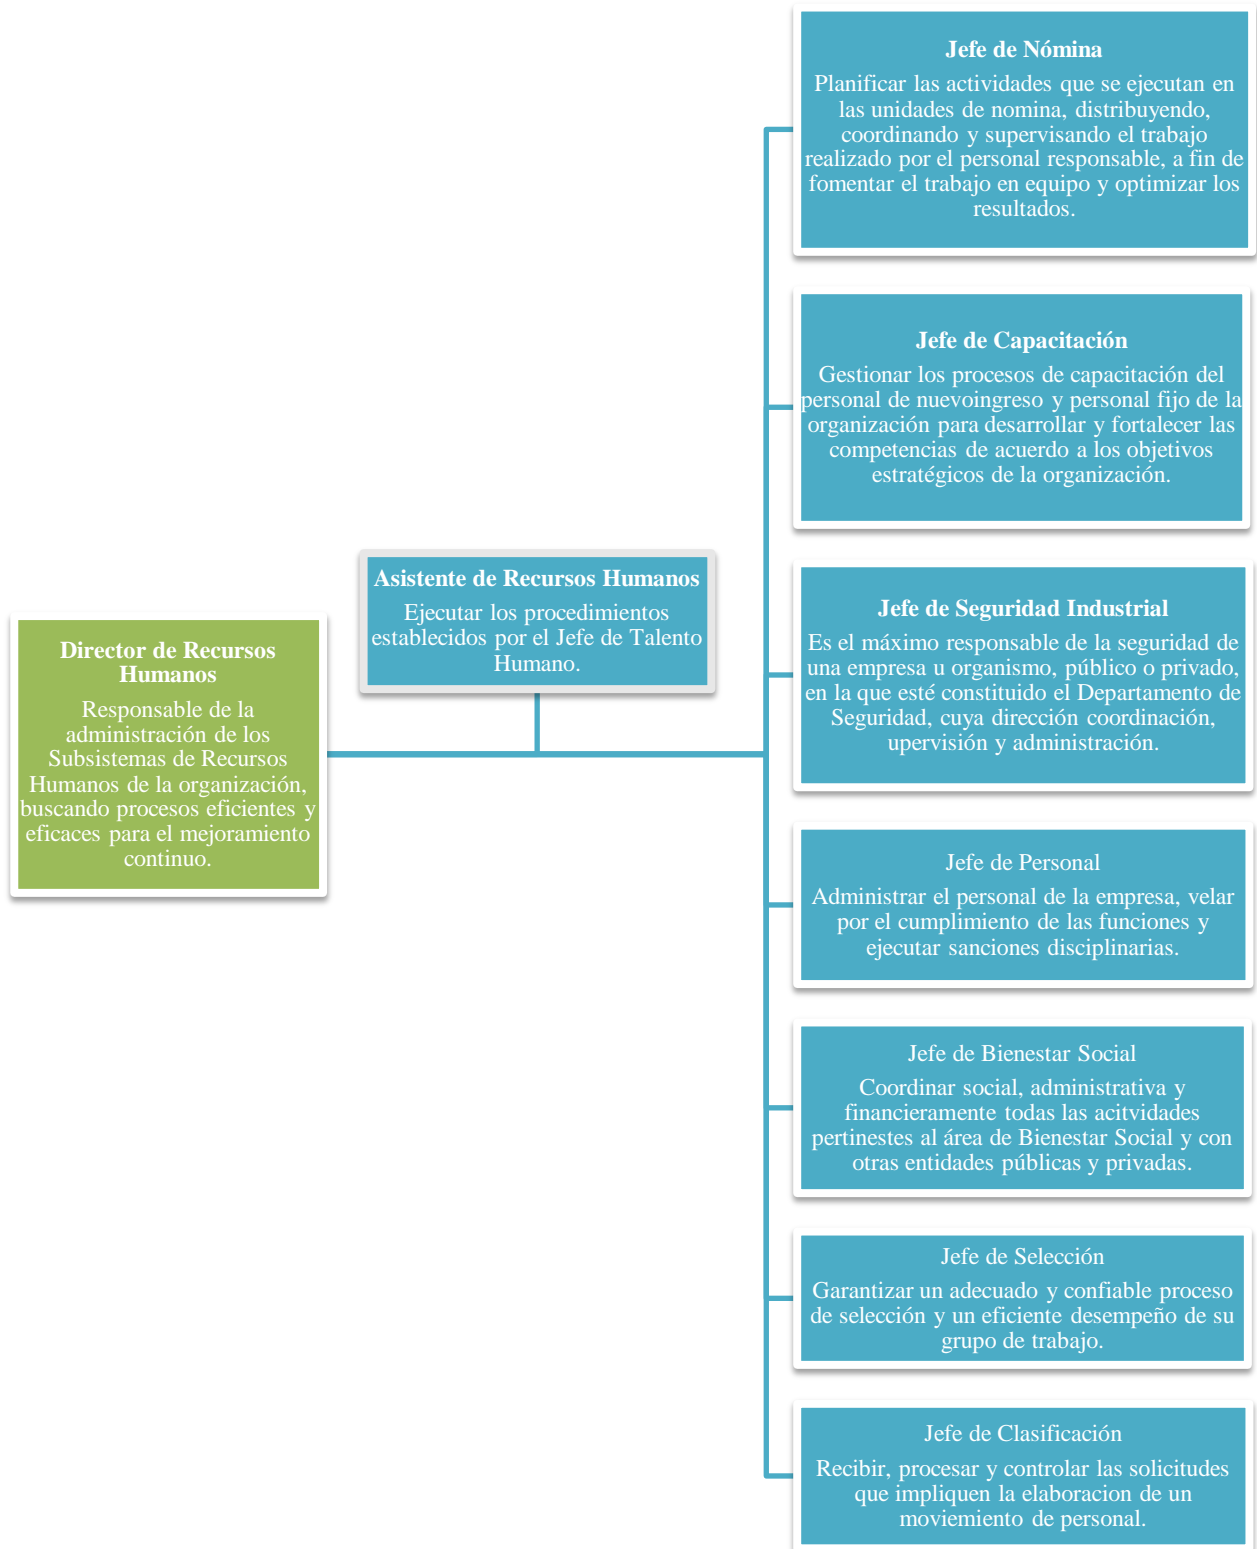 Director de Recursos
Humanos
Responsable de la
administración de los
Subsistemas de Recursos
Humanos de la organización,
buscando procesos eficientes y
eficaces para el mejoramiento
continuo.
Asistente de Recursos Humanos
Ejecutar los procedimientos
establecidos por el Jefe de Talento
Humano.
Jefe de Nómina
Planificar las actividades que se ejecutan en
las unidades de nomina, distribuyendo,
coordinando y supervisando el trabajo
realizado por el personal responsable, a fin de
fomentar el trabajo en equipo y optimizar los
resultados.
Jefe de Capacitación
Gestionar los procesos de capacitación del
personal de nuevoingreso y personal fijo de la
organización para desarrollar y fortalecer las
competencias de acuerdo a los objetivos
estratégicos de la organización.
Jefe de Seguridad Industrial
Es el máximo responsable de la seguridad de
una empresa u organismo, público o privado,
en la que esté constituido el Departamento de
Seguridad, cuya dirección coordinación,
upervisión y administración.
Jefe de Personal
Administrar el personal de la empresa, velar
por el cumplimiento de las funciones y
ejecutar sanciones disciplinarias.
Jefe de Bienestar Social
Coordinar social, administrativa y
financieramente todas las acitvidades
pertinestes al área de Bienestar Social y con
otras entidades públicas y privadas.
Jefe de Selección
Garantizar un adecuado y confiable proceso
de selección y un eficiente desempeño de su
grupo de trabajo.
Jefe de Clasificación
Recibir, procesar y controlar las solicitudes
que impliquen la elaboracion de un
moviemiento de personal.